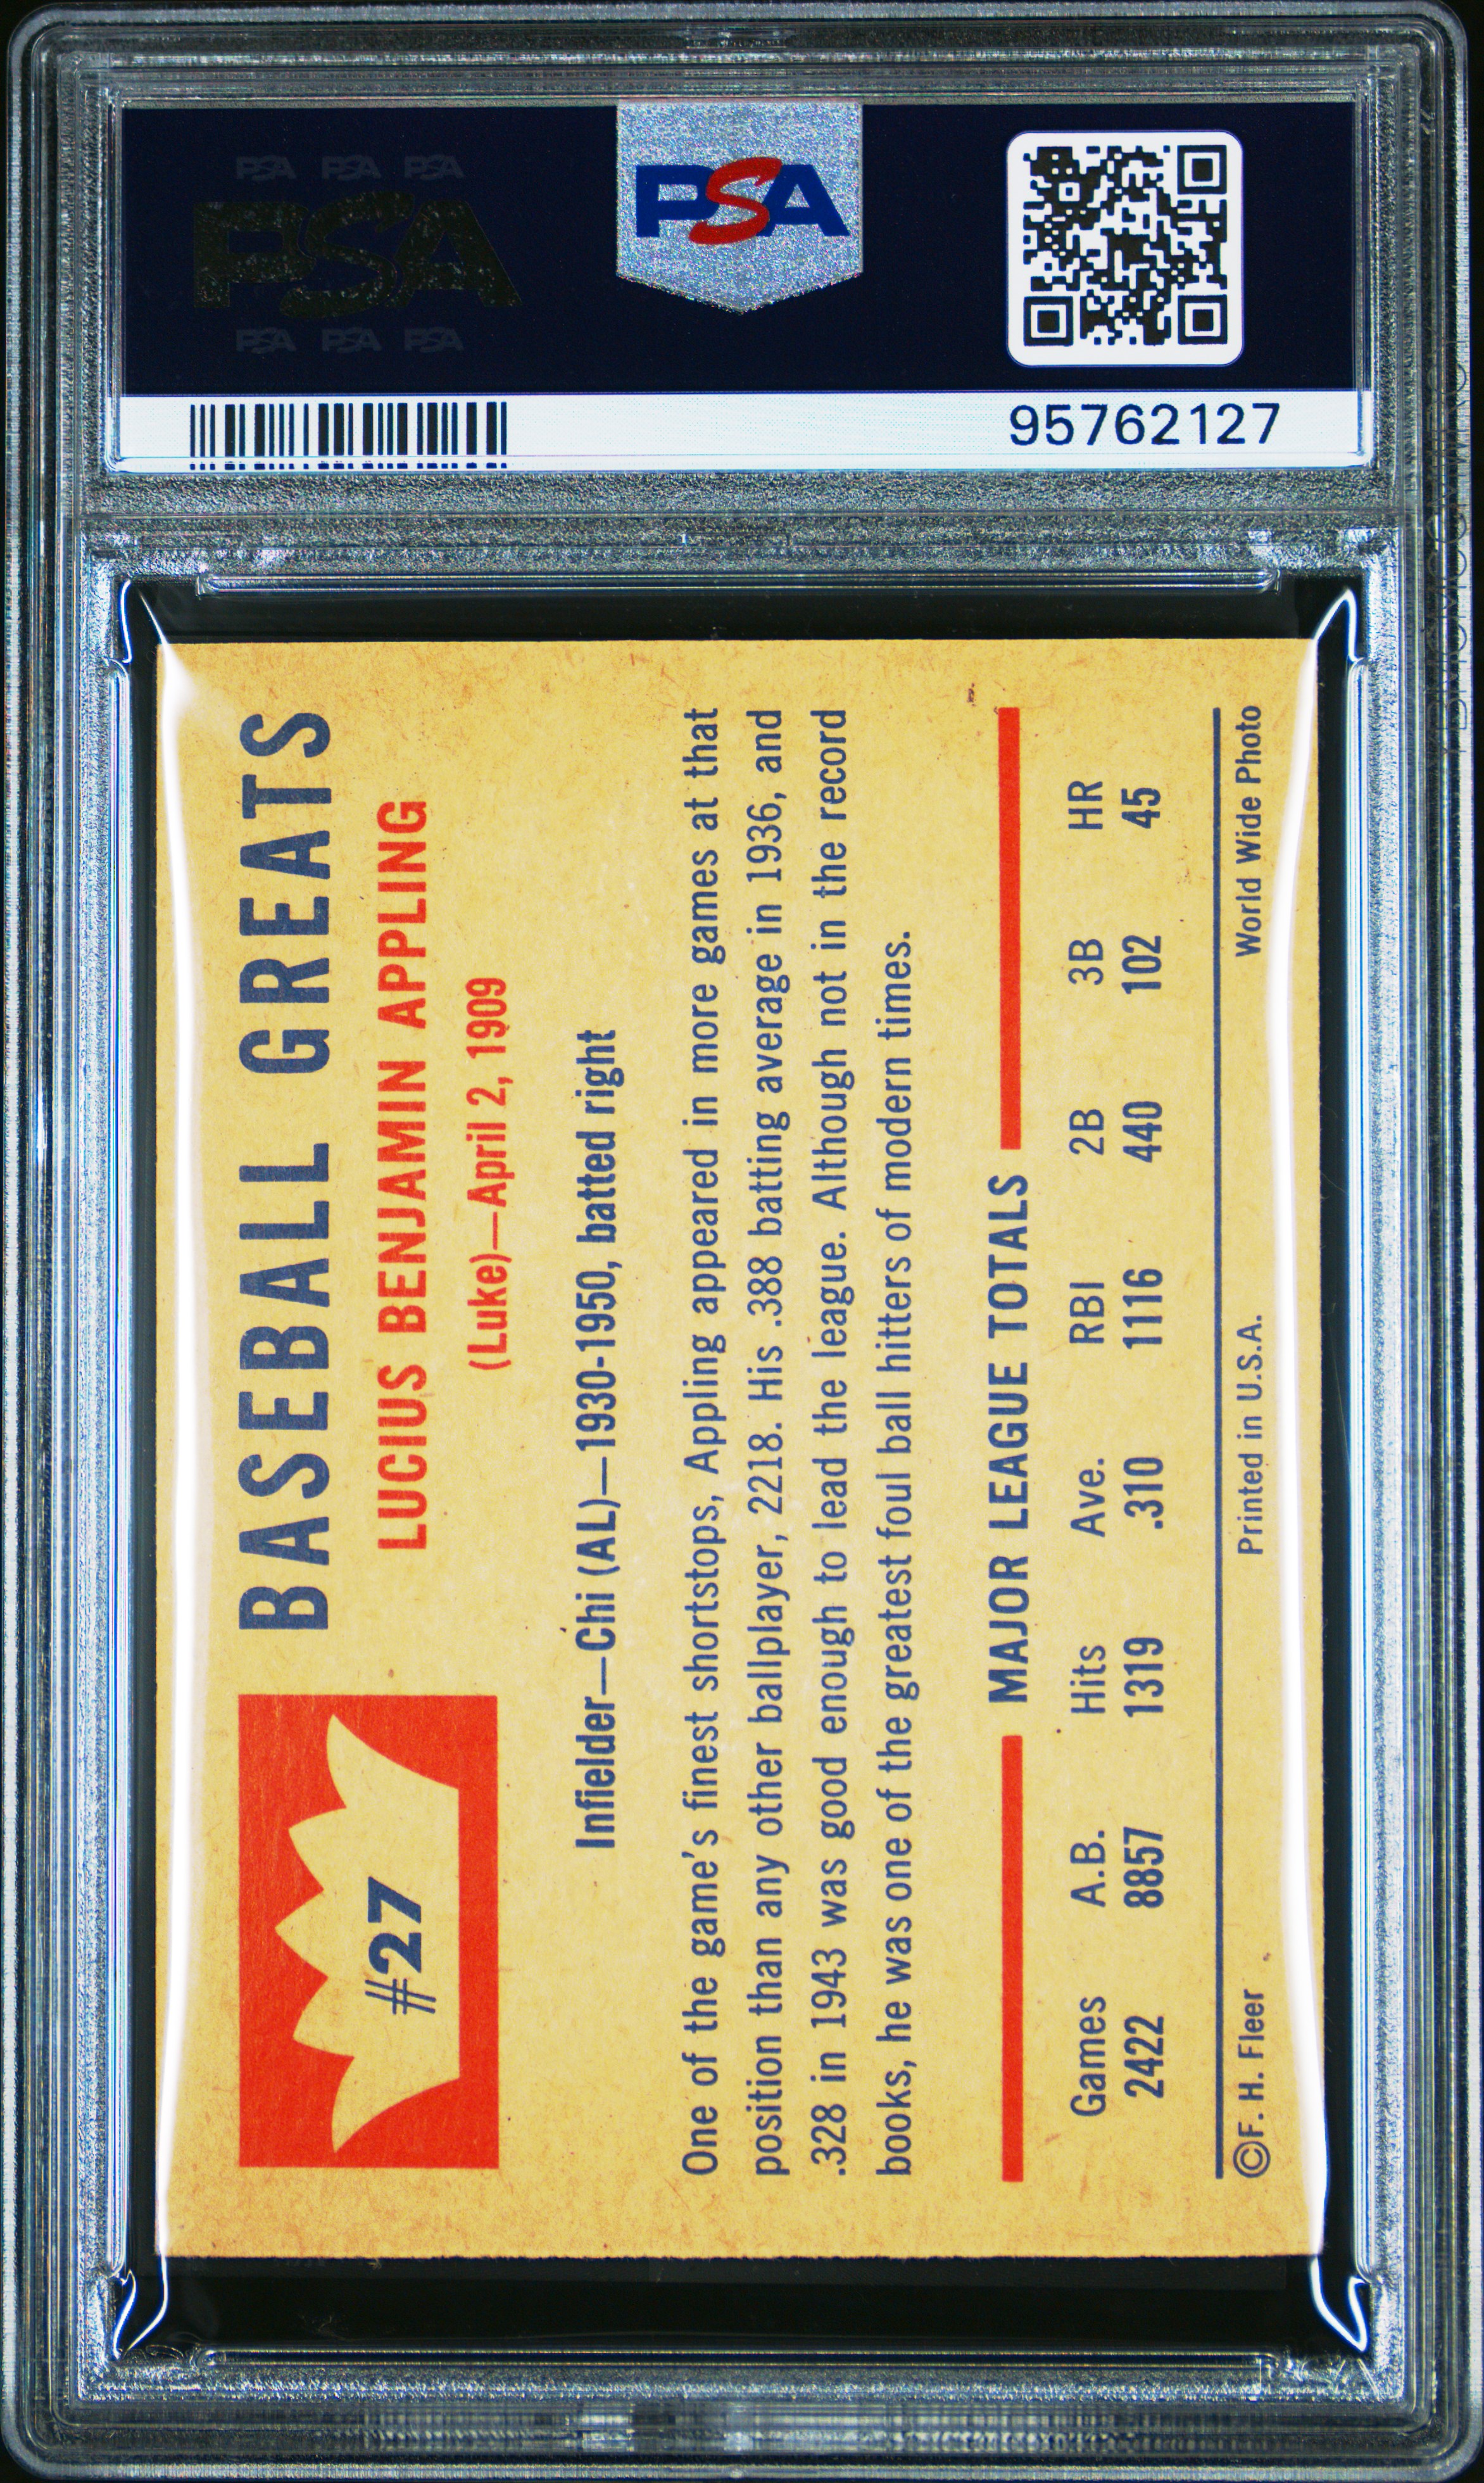 PSA PSA PSA
PSA
PSA PSA PSA
PSA
95762127
#27
BASEBALL GREATS
LUCIUS BENJAMIN APPLING
(Luke)—April 2, 1909
Infielder—Chi (AL)—1930-1950, batted right
One of the game's finest shortstops, Appling appeared in more games at that
position than any other ballplayer, 2218. His .388 batting average in 1936, and
.328 in 1943 was good enough to lead the league. Although not in the record
books, he was one of the greatest foul ball hitters of modern times.
MAJOR LEAGUE TOTALS
Games A.B. Hits Ave. RBI 2B 3B HR
2422 8857 1319 .310 1116 440 102 45
©F. H. Fleer Printed in U.S.A. World Wide Photo